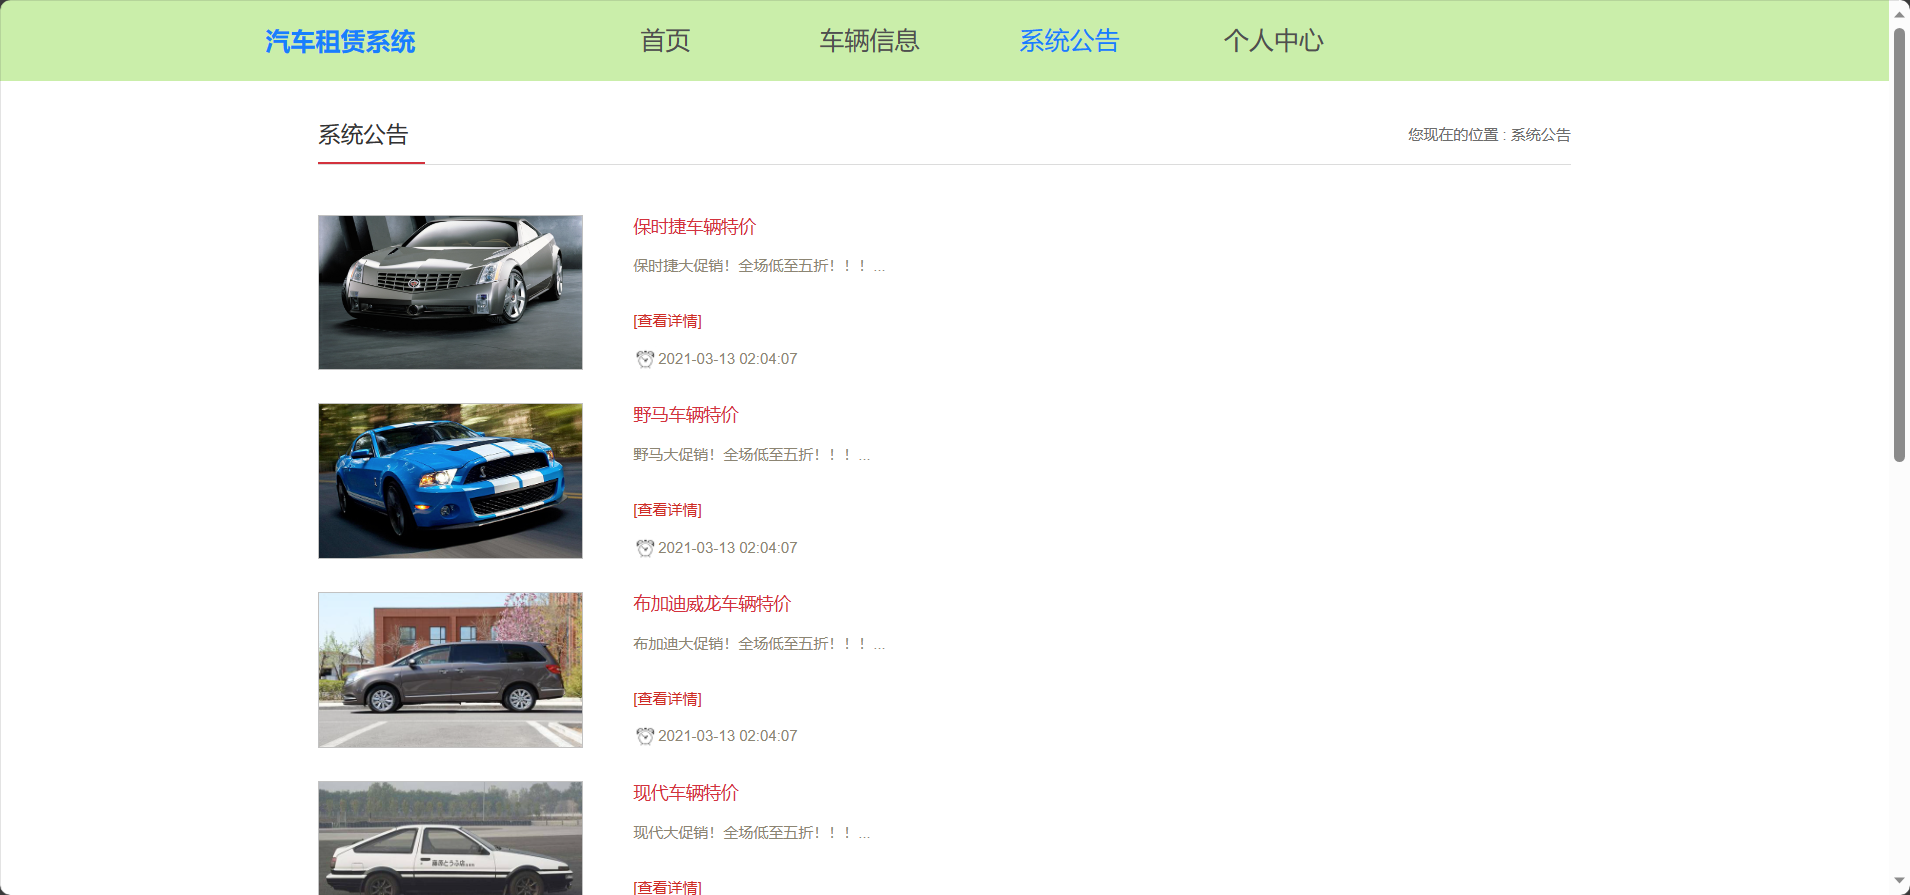 汽车租赁系统 首页 车辆信息 系统公告 个人中心
系统公告
您现在的位置 : 系统公告
保时捷车辆特价
保时捷大促销！全场低至五折！！！...
[查看详情]
2021-03-13 02:04:07
野马车辆特价
野马大促销！全场低至五折！！！...
[查看详情]
2021-03-13 02:04:07
布加迪威龙车辆特价
布加迪大促销！全场低至五折！！！...
[查看详情]
2021-03-13 02:04:07
现代车辆特价
现代大促销！全场低至五折！！！...
[查看详情]